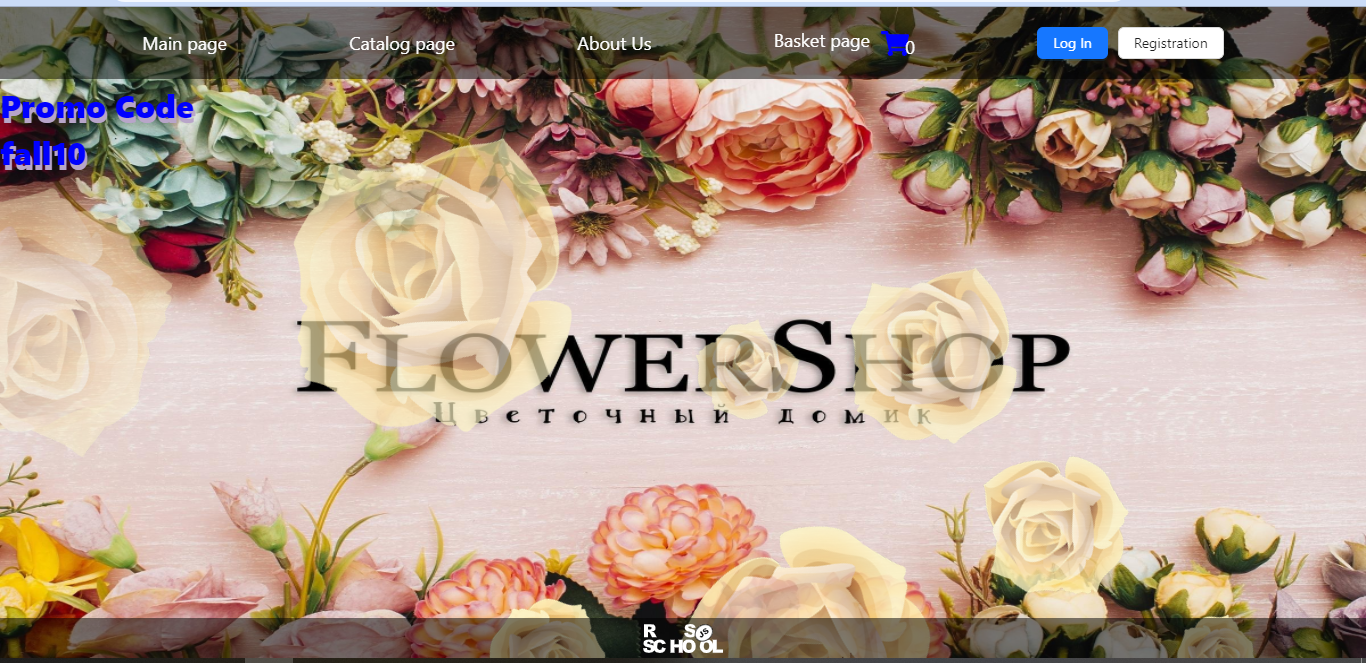 Main page Catalog page About Us Basket page 0 Log In Registration
Promo Code
fall10
FlowerShop
Цветочный домик
RS
SCHOOL